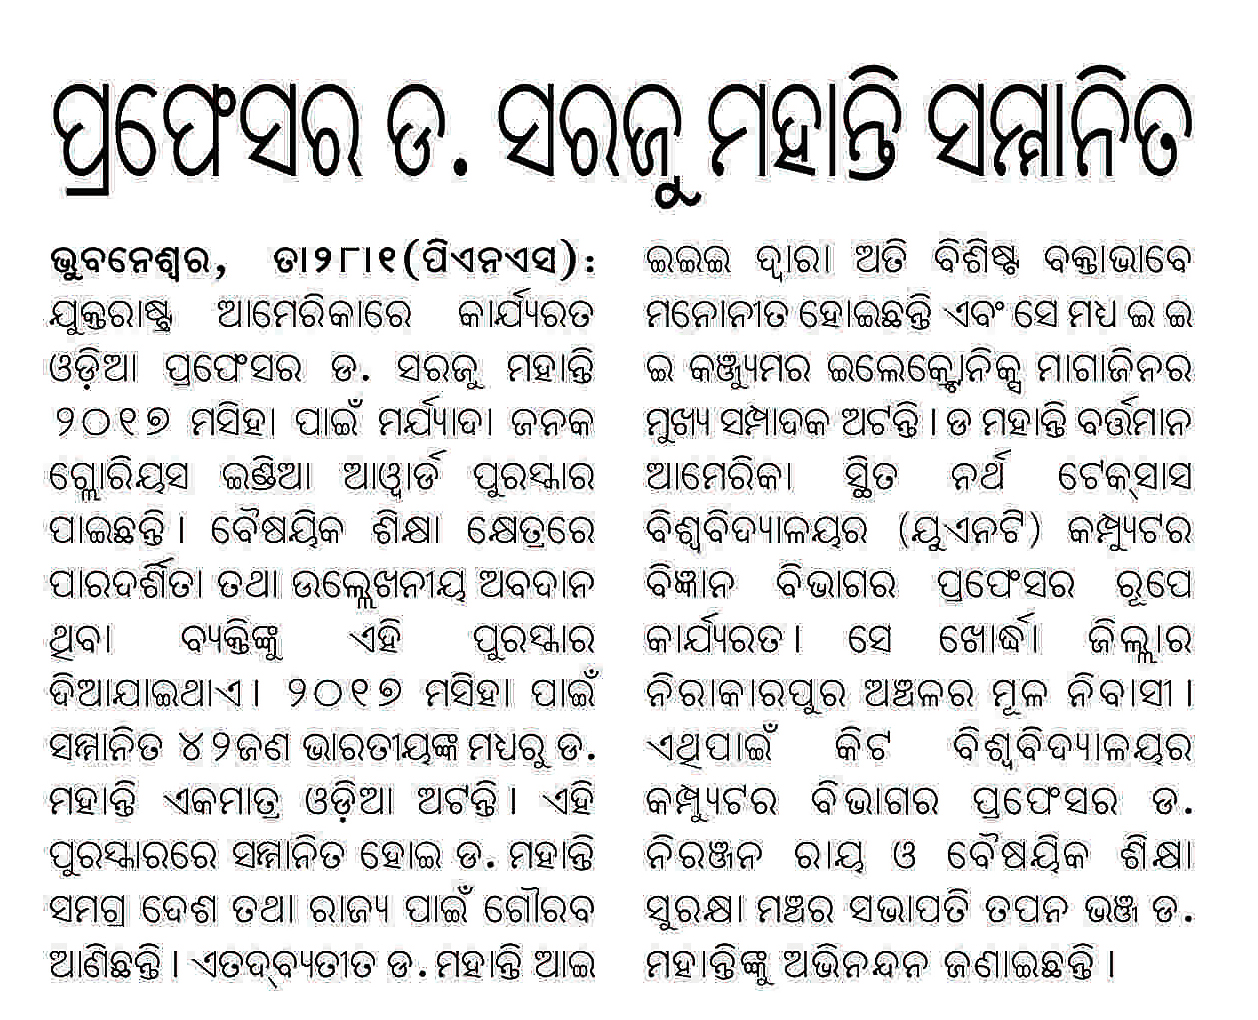 ପ୍ରଫେସର ଡ. ସରଜୁ ମହାନ୍ତି ସମ୍ମାନିତ
ଭୁବନେଶ୍ୱର, ତା୨୮ା୧(ପିଏନଏସ):
ଯୁକ୍ତରାଷ୍ଟ୍ର ଆମେରିକାରେ କାର୍ଯ୍ୟରତ
ଓଡ଼ିଆ ପ୍ରଫେସର ଡ. ସରଜୁ ମହାନ୍ତି
୨୦୧୭ ମସିହା ପାଇଁ ମର୍ଯ୍ୟାଦା ଜନକ
ଗ୍ଲୋରିୟସ ଇଣ୍ଡିଆ ଆୱାର୍ଡ ପୁରସ୍କାର
ପାଇଛନ୍ତି । ବୈଷୟିକ ଶିକ୍ଷା କ୍ଷେତ୍ରରେ
ପାରଦର୍ଶିତା ତଥା ଉଲ୍ଲେଖନୀୟ ଅବଦାନ
ଥିବା ବ୍ୟକ୍ତିଙ୍କୁ ଏହି ପୁରସ୍କାର
ଦିଆଯାଇଥାଏ । ୨୦୧୭ ମସିହା ପାଇଁ
ସମ୍ମାନିତ ୪୨ଜଣ ଭାରତୀୟଙ୍କ ମଧ୍ୟରୁ ଡ.
ମହାନ୍ତି ଏକମାତ୍ର ଓଡ଼ିଆ ଅଟନ୍ତି । ଏହି
ପୁରସ୍କାରରେ ସମ୍ମାନିତ ହୋଇ ଡ. ମହାନ୍ତି
ସମଗ୍ର ଦେଶ ତଥା ରାଜ୍ୟ ପାଇଁ ଗୌରବ
ଆଣିଛନ୍ତି । ଏତଦ୍‌ବ୍ୟତୀତ ଡ. ମହାନ୍ତି ଆଇ
ଇଇଇ ଦ୍ୱାରା ଅତି ବିଶିଷ୍ଟ ବକ୍ତାଭାବେ
ମନୋନୀତ ହୋଇଛନ୍ତି ଏବଂ ସେ ମଧ୍ୟ ଇ ଇ
ଇ କଞ୍ଜ୍ୟୁମର ଇଲେକ୍ଟ୍ରୋନିକ୍ସ ମାଗାଜିନର
ମୁଖ୍ୟ ସମ୍ପାଦକ ଅଟନ୍ତି । ଡ ମହାନ୍ତି ବର୍ତ୍ତମାନ
ଆମେରିକା ସ୍ଥିତ ନର୍ଥ ଟେକ୍‌ସାସ
ବିଶ୍ୱବିଦ୍ୟାଳୟର (ୟୁଏନଟି) କମ୍ପ୍ୟୁଟର
ବିଜ୍ଞାନ ବିଭାଗର ପ୍ରଫେସର ରୂପେ
କାର୍ଯ୍ୟରତ । ସେ ଖୋର୍ଦ୍ଧା ଜିଲ୍ଲାର
ନିରାକାରପୁର ଅଞ୍ଚଳର ମୂଳ ନିବାସୀ ।
ଏଥିପାଇଁ କିଟ ବିଶ୍ୱବିଦ୍ୟାଳୟର
କମ୍ପ୍ୟୁଟର ବିଭାଗର ପ୍ରଫେସର ଡ.
ନିରଞ୍ଜନ ରାୟ ଓ ବୈଷୟିକ ଶିକ୍ଷା
ସୁରକ୍ଷା ମଞ୍ଚର ସଭାପତି ତପନ ଭଞ୍ଜ ଡ.
ମହାନ୍ତିଙ୍କୁ ଅଭିନନ୍ଦନ ଜଣାଇଛନ୍ତି ।